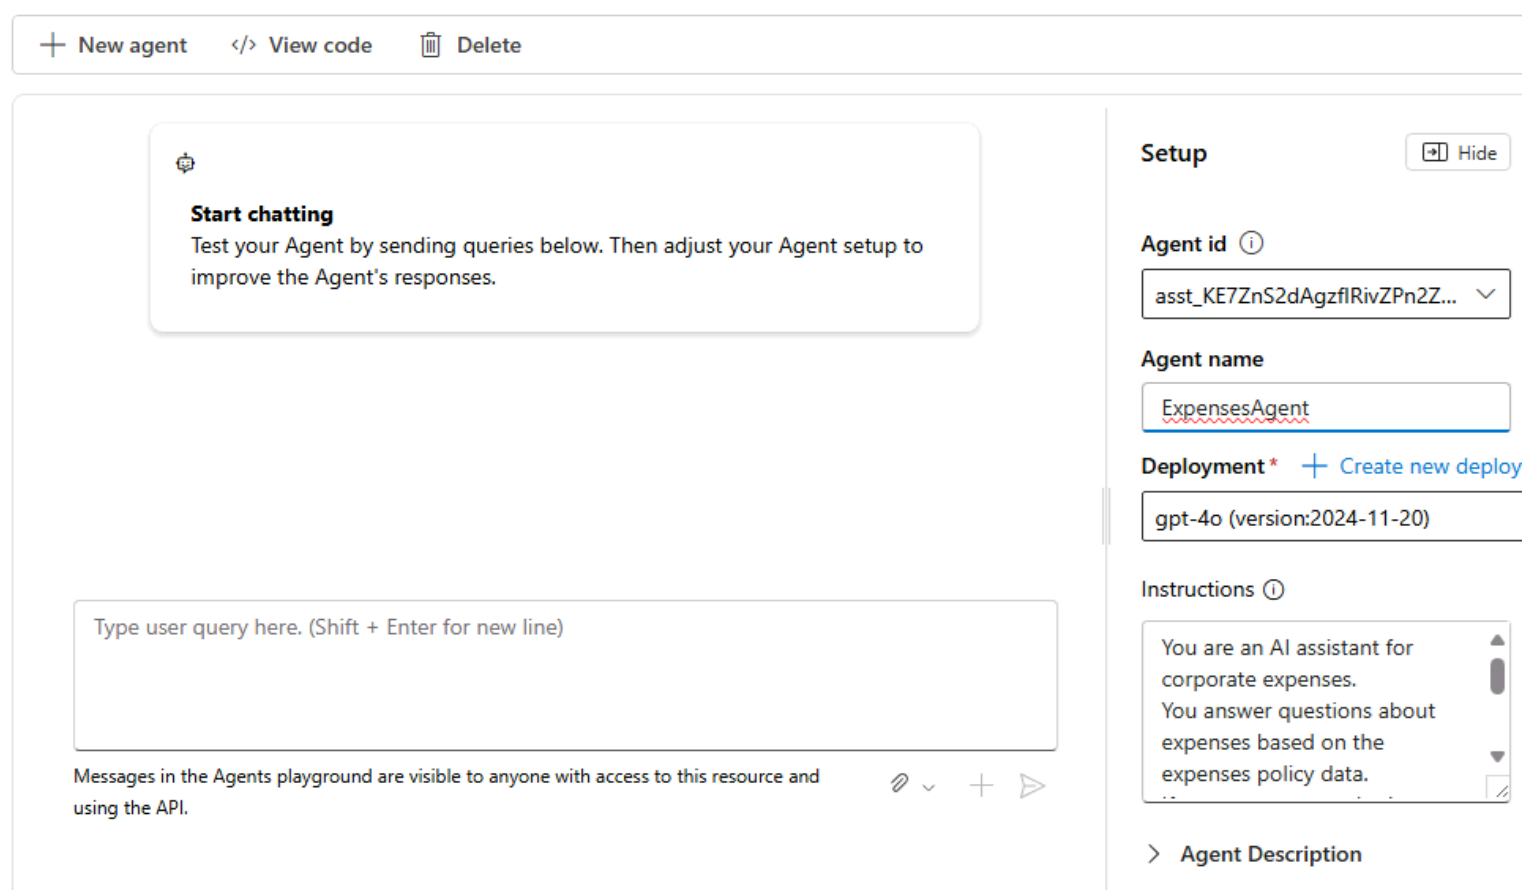 New agent
View code
Delete
Start chatting
Test your Agent by sending queries below. Then adjust your Agent setup to
improve the Agent's responses.
Type user query here. (Shift + Enter for new line)
Messages in the Agents playground are visible to anyone with access to this resource and
using the API.
Setup
Hide
Agent id
asst_KE7ZnS2dAgzflRivZPn2Z...
Agent name
ExpensesAgent
Deployment*
Create new deploy
gpt-4o (version:2024-11-20)
Instructions
You are an AI assistant for
corporate expenses.
You answer questions about
expenses based on the
expenses policy data.
Agent Description